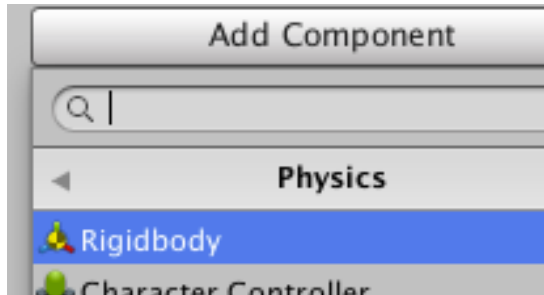 Add Component
Physics
Rigidbody
Character Controller